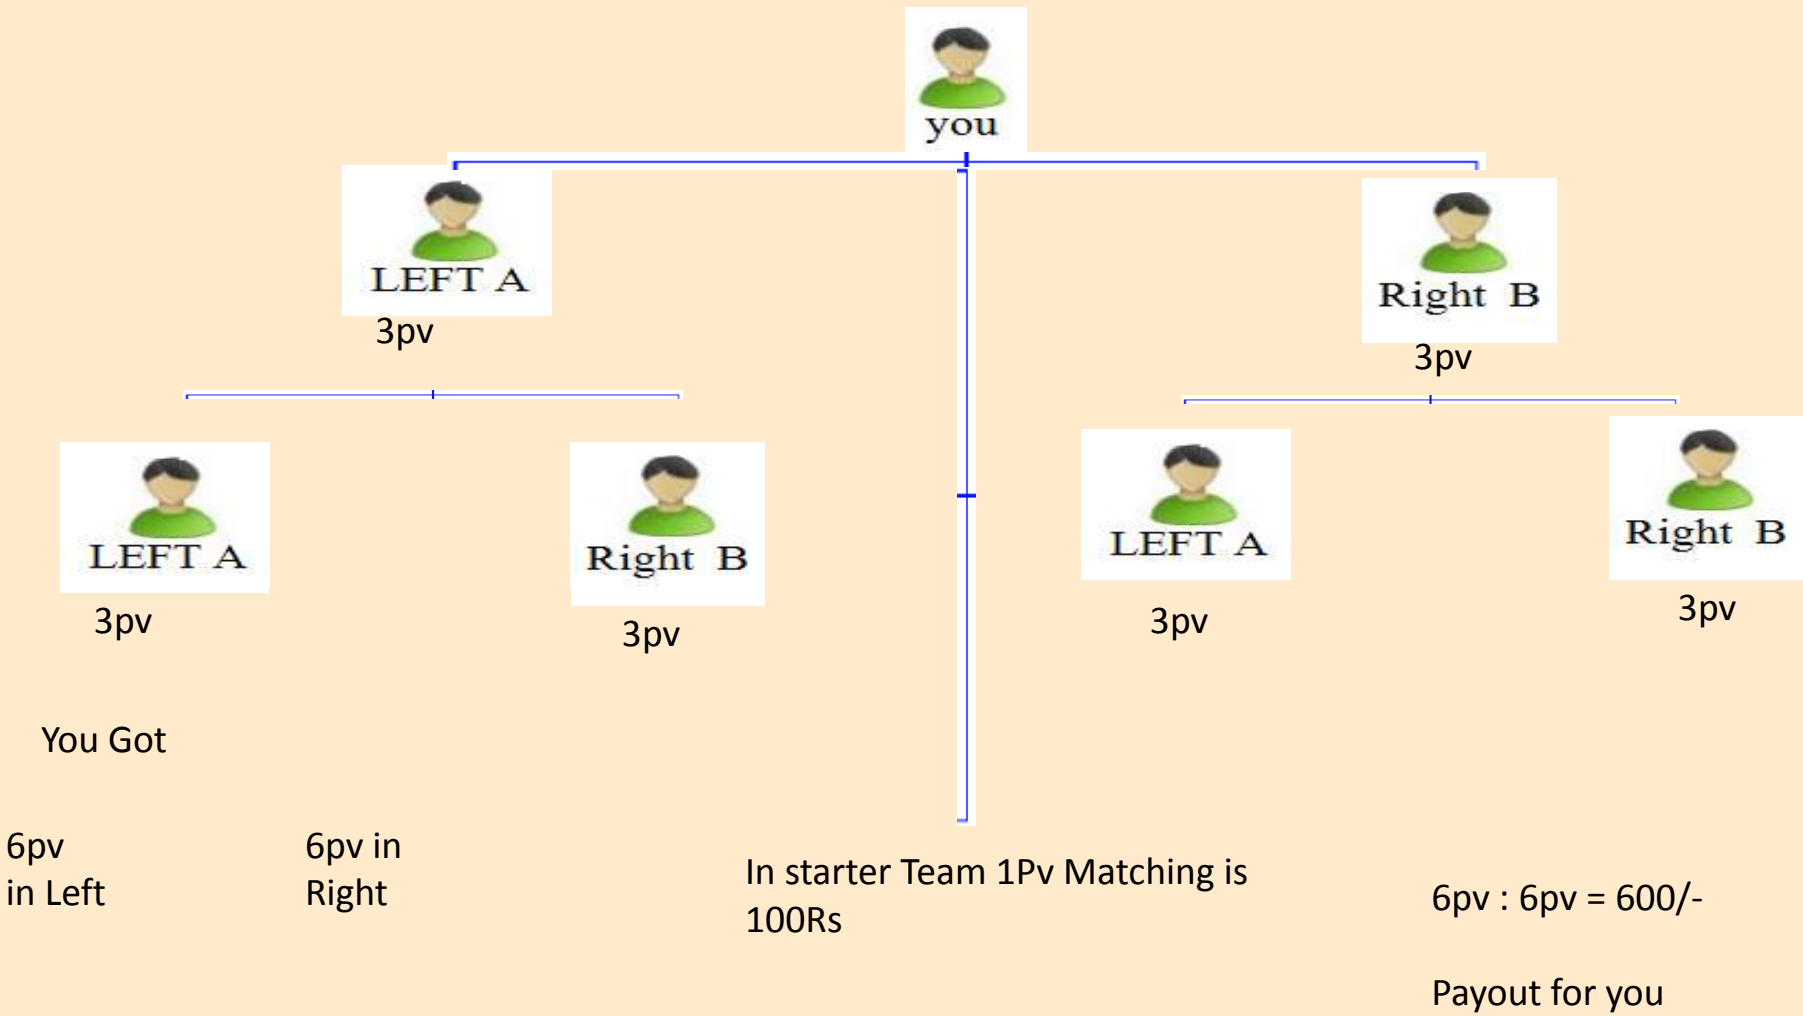 you
LEFT A
3pv
Right B
3pv
LEFT A
3pv
Right B
3pv
LEFT A
3pv
Right B
3pv
You Got
6pv
in Left
6pv in
Right
In starter Team 1Pv Matching is
100Rs
6pv : 6pv = 600/-
Payout for you